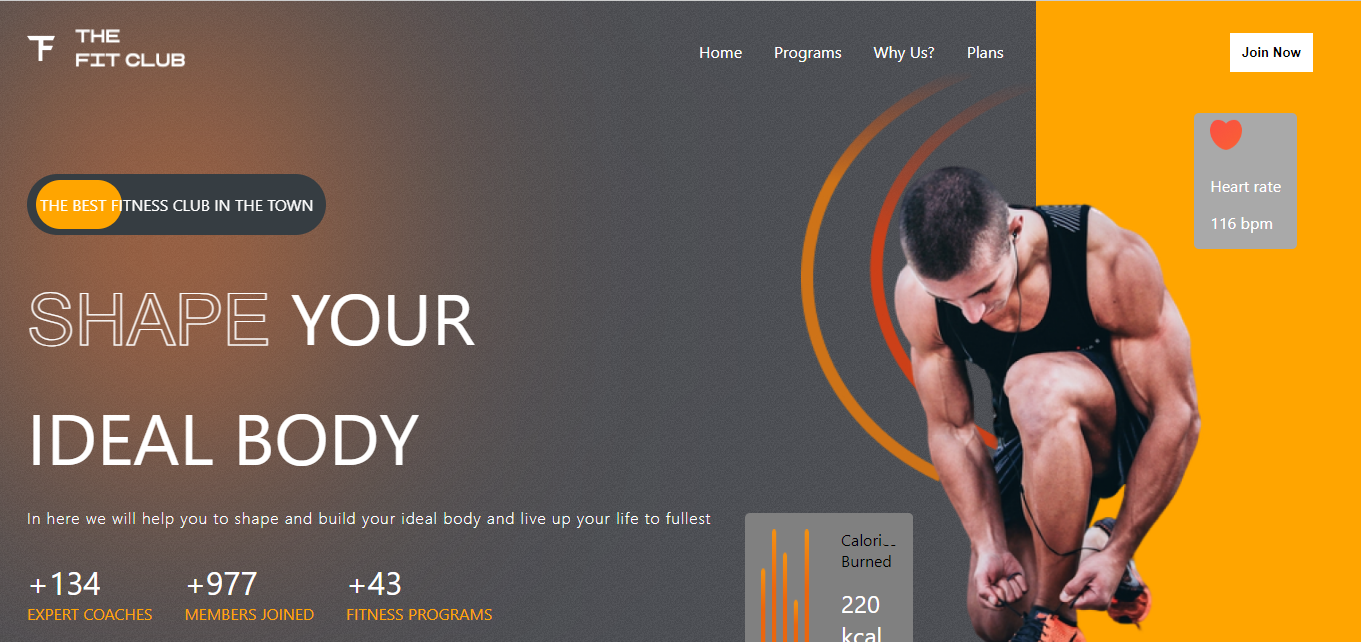 THE
FIT CLUB
Home Programs Why Us? Plans
Join Now
Heart rate
116 bpm
THE BEST FITNESS CLUB IN THE TOWN
SHAPE YOUR
IDEAL BODY
In here we will help you to shape and build your ideal body and live up your life to fullest
+134
EXPERT COACHES
+977
MEMBERS JOINED
+43
FITNESS PROGRAMS
Burned
220
kcal